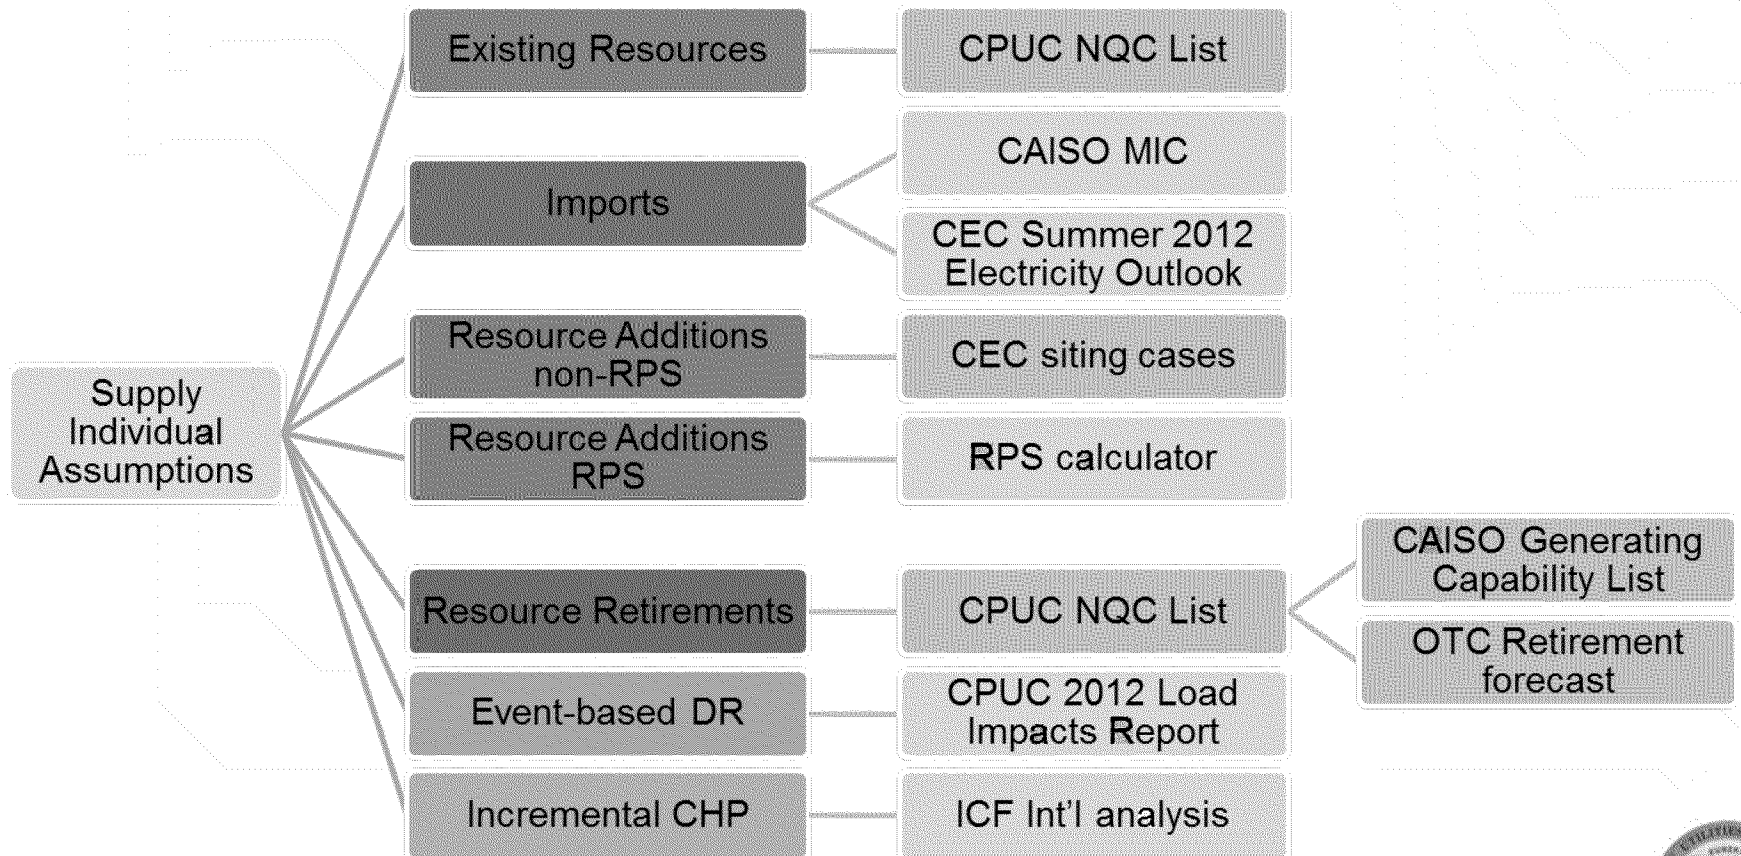 Existing Resources
CPUC NQC List
Imports
CAISO MIC
CEC Summer 2012
Electricity Outlook
Resource Additions
non-RPS
CEC siting cases
Supply
Individual
Assumptions
Resource Additions
RPS
RPS calculator
Resource Retirements
CPUC NQC List
CAISO Generating
Capability List
OTC Retirement
forecast
Event-based DR
CPUC 2012 Load
Impacts Report
Incremental CHP
ICF Int'l analysis
UTILITIES